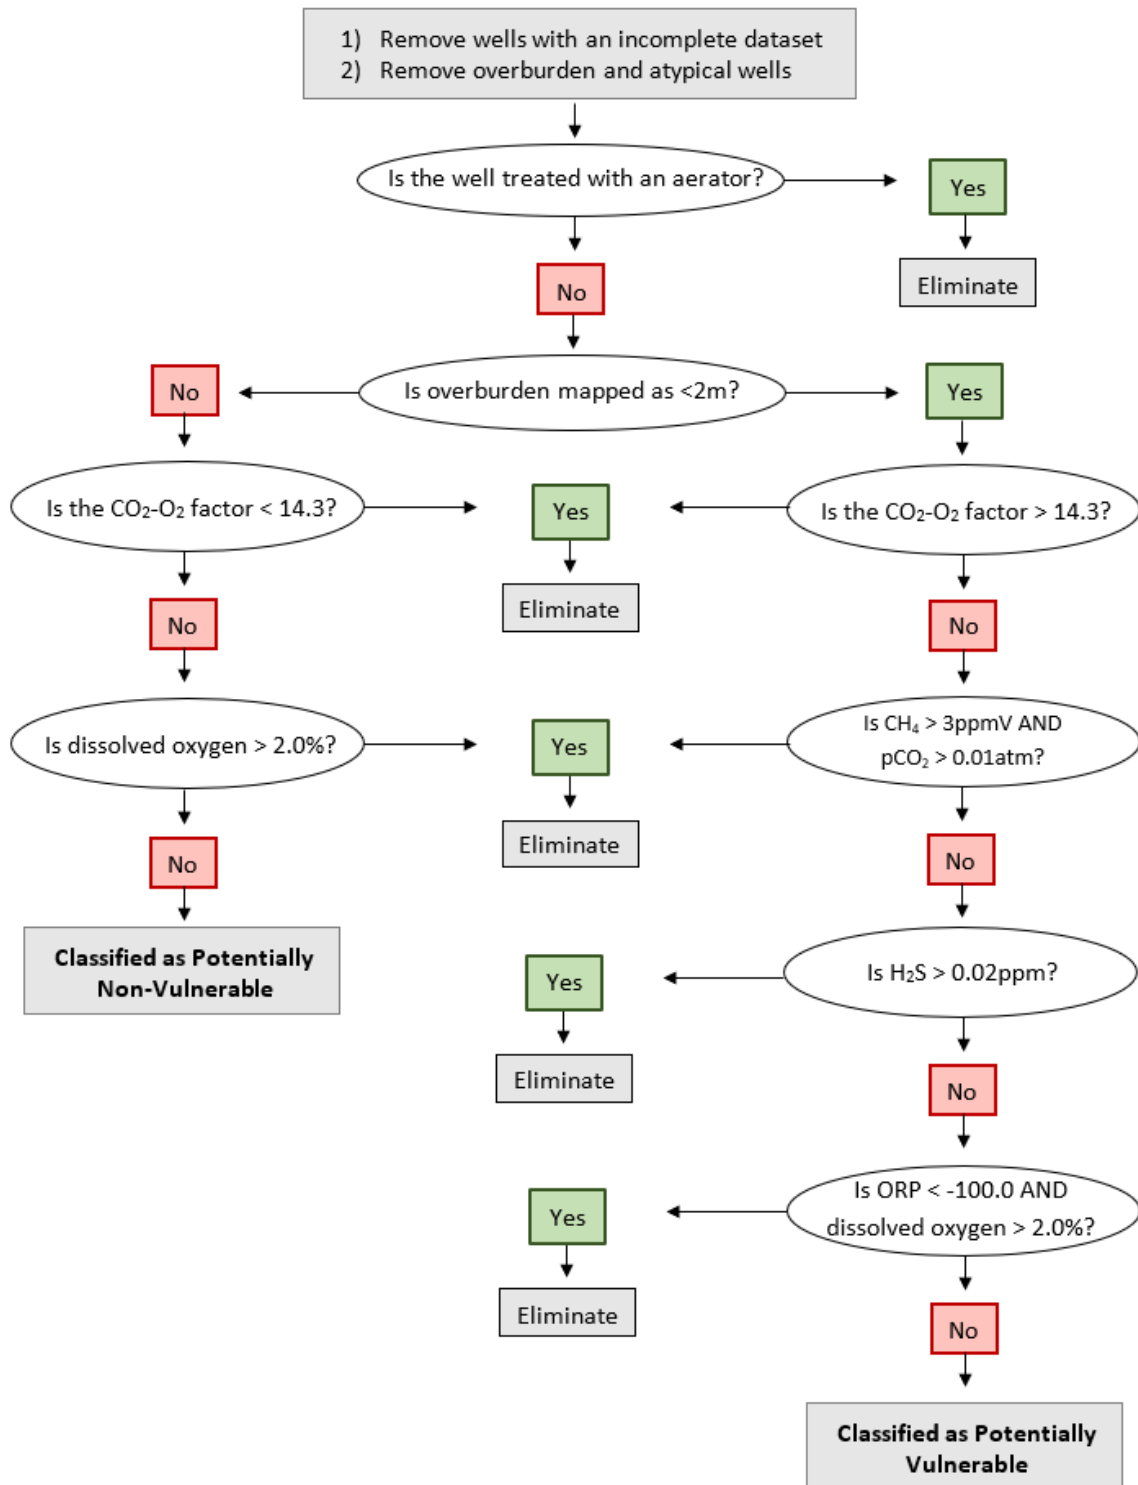 1) Remove wells with an incomplete dataset
2) Remove overburden and atypical wells
Is the well treated with an aerator?
Yes
Eliminate
No
Is overburden mapped as <2m?
No
Yes
Is the CO₂-O₂ factor < 14.3?
Yes
Is the CO₂-O₂ factor > 14.3?
Eliminate
No
No
Is dissolved oxygen > 2.0%?
Yes
Is CH₄ > 3ppmV AND
pCO₂ > 0.01atm?
Eliminate
No
No
Classified as Potentially
Non-Vulnerable
Yes
Is H₂S > 0.02ppm?
Eliminate
No
Yes
Is ORP < -100.0 AND
dissolved oxygen > 2.0%?
Eliminate
No
Classified as Potentially
Vulnerable